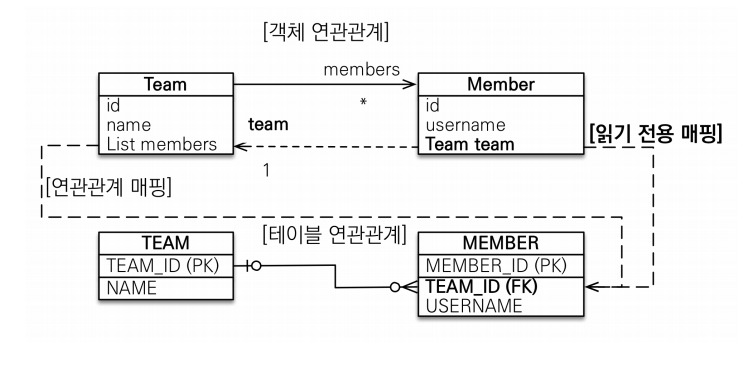 [객체 연관관계]
members
Team
Member
*
id
name
List members
team
1
id
username
Team team
[읽기 전용 매핑]
[연관관계 매핑]
[테이블 연관관계]
TEAM
TEAM_ID (PK)
NAME
MEMBER
MEMBER_ID (PK)
TEAM_ID (FK)
USERNAME